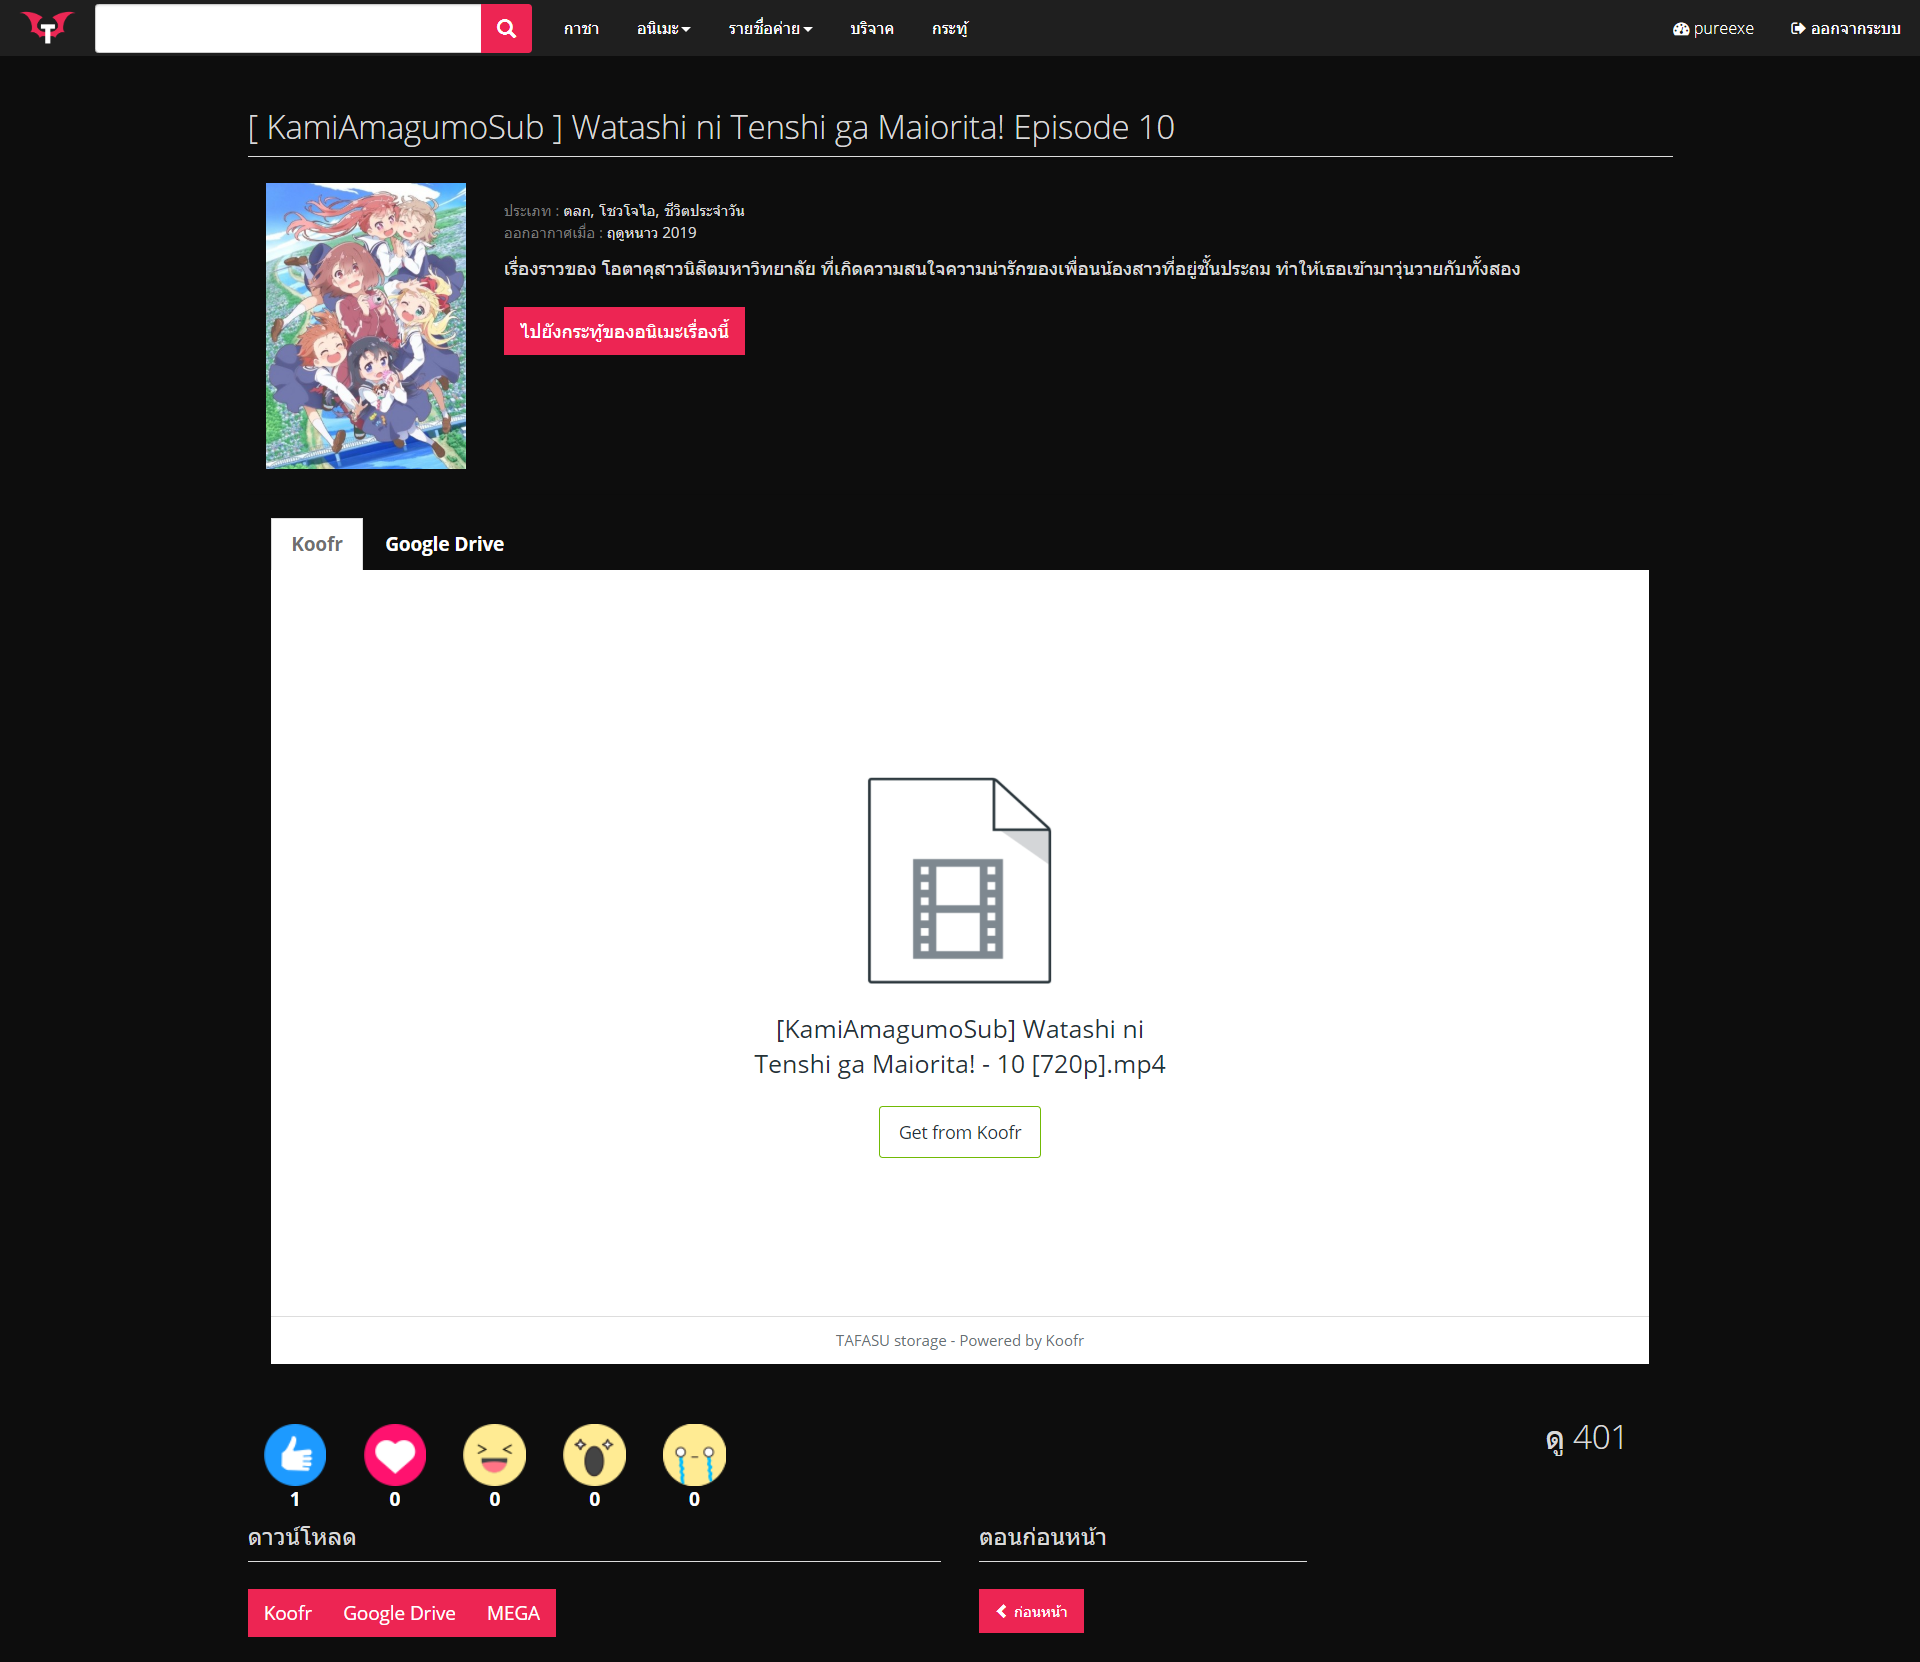 T
กาชา
อนิเมะ
รายชื่อค่าย
บริจาค
กระทู้
pureexe
ออกจากระบบ
[ KamiAmagumoSub ] Watashi ni Tenshi ga Maiorita! Episode 10
ประเภท : ตลก, โชวโจไอ, ชีวิตประจำวัน
ออกอากาศเมื่อ : ฤดูหนาว 2019
เรื่องราวของ โอตาคุสาวนิสิตมหาวิทยาลัย ที่เกิดความสนใจความน่ารักของเพื่อนน้องสาวที่อยู่ชั้นประถม ทำให้เธอเข้ามาวุ่นวายกับทั้งสอง
ไปยังกระทู้ของอนิเมะเรื่องนี้
Koofr
Google Drive
[KamiAmagumoSub] Watashi ni
Tenshi ga Maiorita! - 10 [720p].mp4
Get from Koofr
TAFASU storage - Powered by Koofr
1
0
0
0
0
ดู 401
ดาวน์โหลด
ตอนก่อนหน้า
Koofr
Google Drive
MEGA
ก่อนหน้า